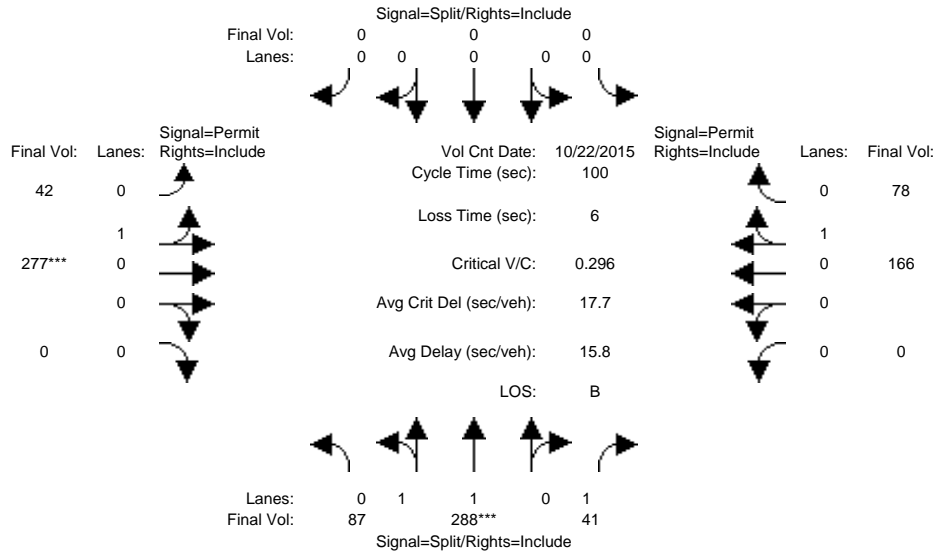 Signal=Split/Rights=Include
Final Vol: 0 0 0
Lanes: 0 0 0 0 0
Signal=Permit
Final Vol: Lanes: Rights=Include
Vol Cnt Date: 10/22/2015
Signal=Permit
Rights=Include Lanes: Final Vol:
Cycle Time (sec): 100
42 0
0 78
Loss Time (sec): 6
1
1
277*** 0
Critical V/C: 0.296
0 166
0
Avg Crit Del (sec/veh): 17.7
0
0 0
Avg Delay (sec/veh): 15.8
0 0
LOS: B
Lanes: 0 1 1 0 1
Final Vol: 87 288*** 41
Signal=Split/Rights=Include